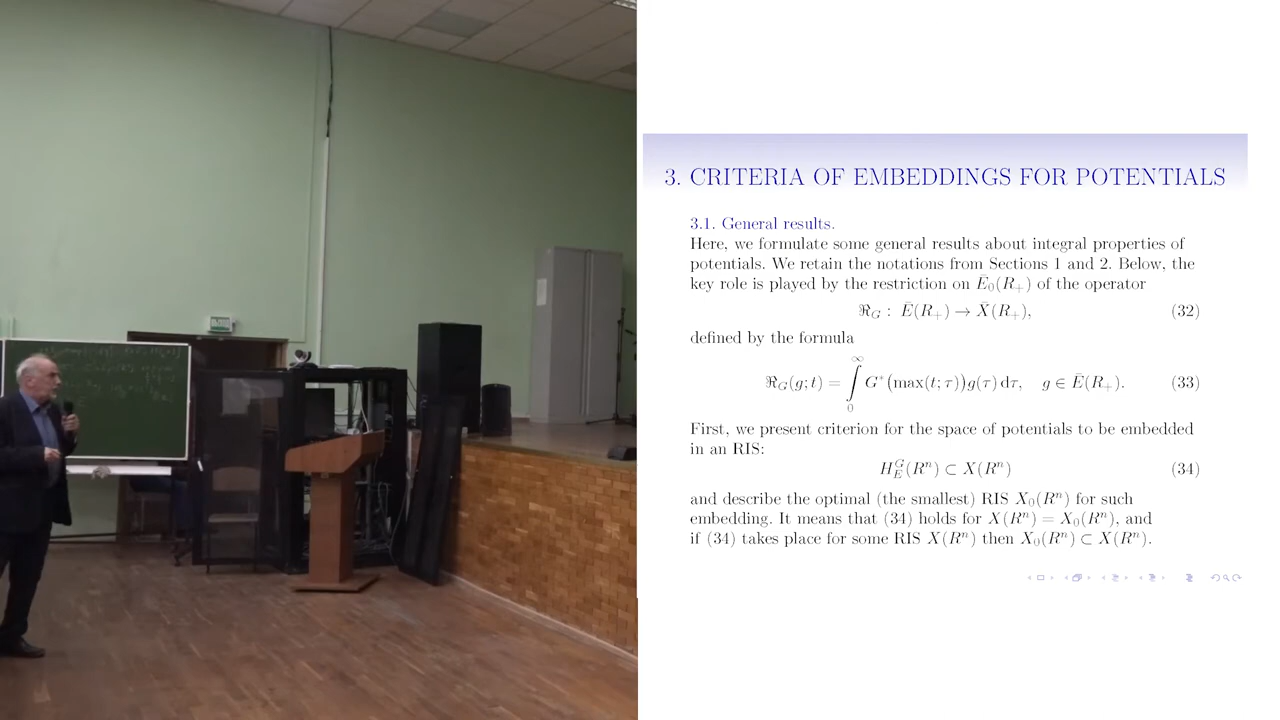 3. CRITERIA OF EMBEDDINGS FOR POTENTIALS
3.1. General results.
Here, we formulate some general results about integral properties of
potentials. We retain the notations from Sections 1 and 2. Below, the
key role is played by the restriction on Ẽ₀(R₊) of the operator
ℜ_G : Ẽ(R₊) → X̃(R₊), (32)
defined by the formula
ℜ_G(g; t) = ∫₀^∞ G*(max(t; τ))g(τ) dτ, g ∈ Ẽ(R₊). (33)
First, we present criterion for the space of potentials to be embedded
in an RIS:
H_E^G(Rⁿ) ⊂ X(Rⁿ) (34)
and describe the optimal (the smallest) RIS X₀(Rⁿ) for such
embedding. It means that (34) holds for X(Rⁿ) = X₀(Rⁿ), and
if (34) takes place for some RIS X(Rⁿ) then X₀(Rⁿ) ⊂ X(Rⁿ).